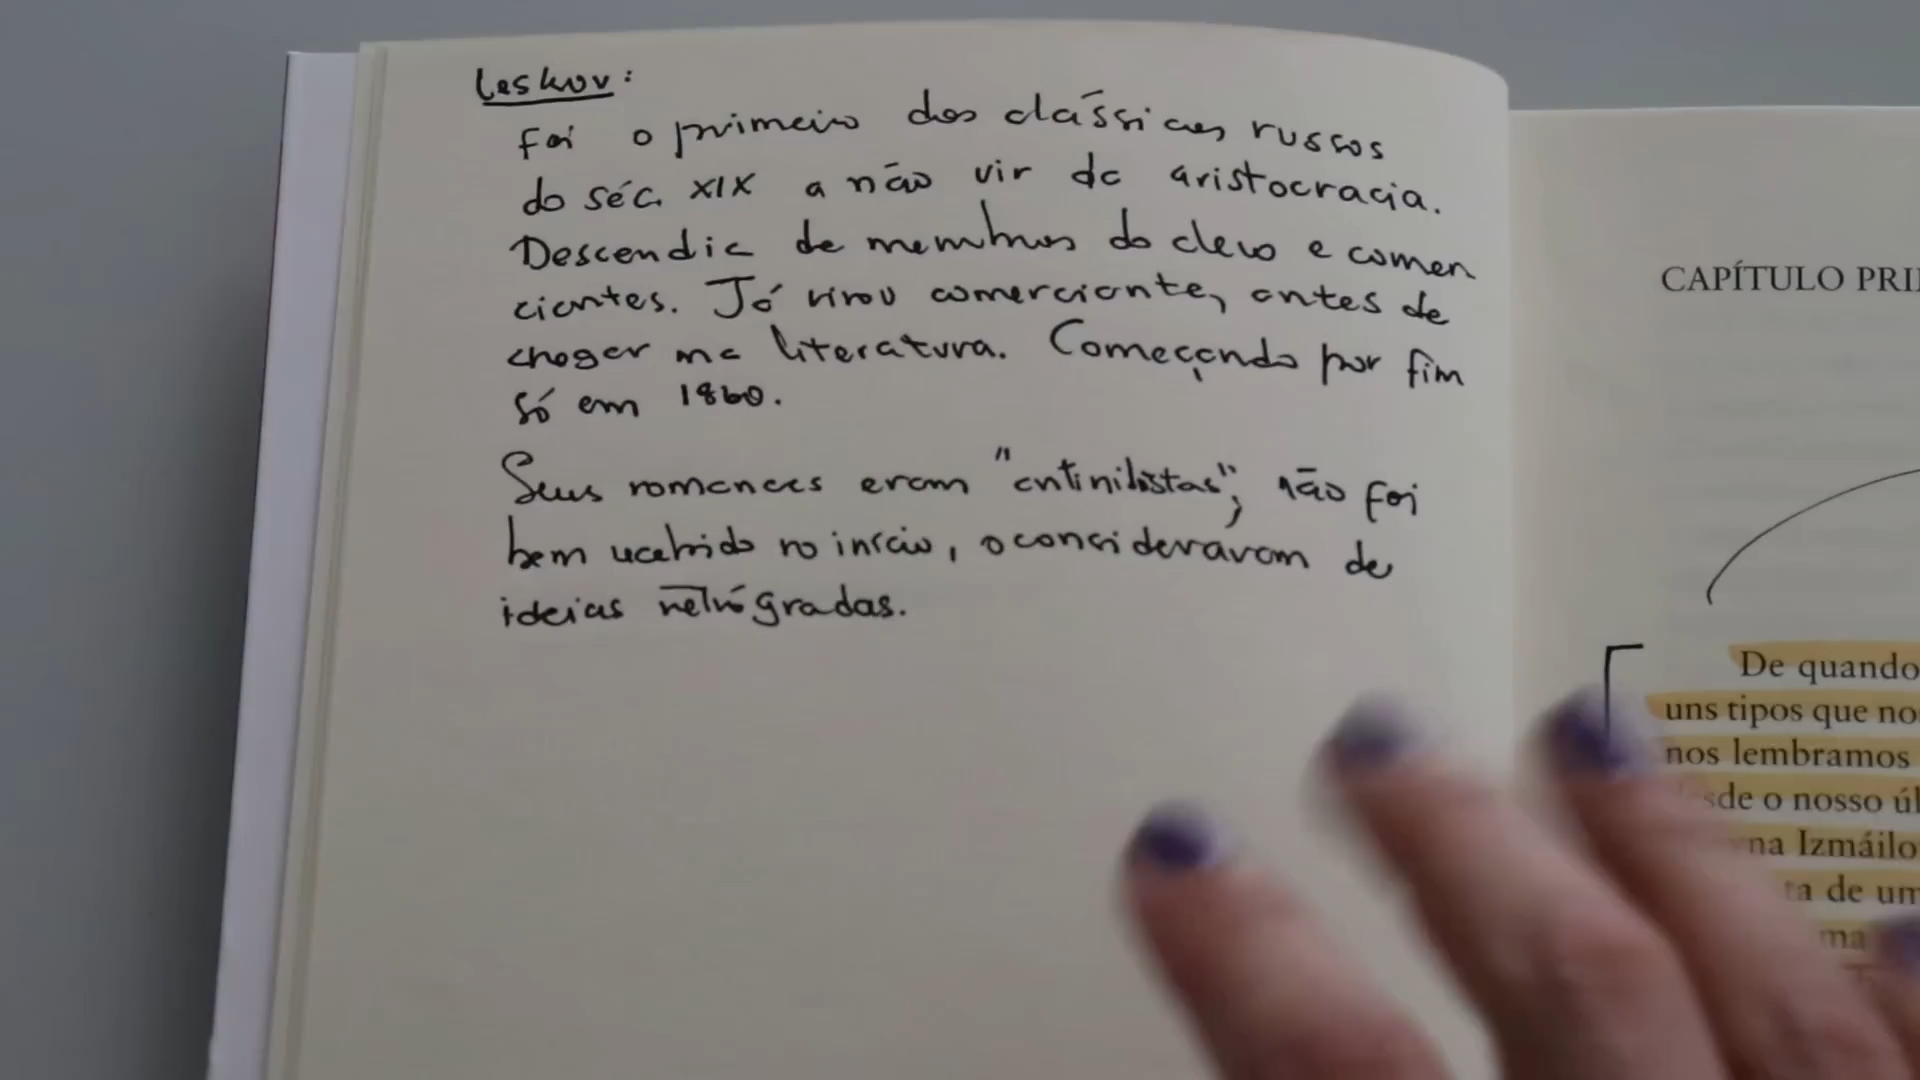 Leskov:
Foi o primeiro dos clássicos russos
do séc. XIX a não vir da aristocracia.
Descendia de membros do clero e comer
ciantes. Já virou comerciante, antes de
chegar na literatura. Começando por fim
só em 1860.
Seus romances eram "antiniilistas", não foi
bem recebido no início, o consideravam de
ideias retrógradas.
CAPÍTULO PRI
De quando
uns tipos que no
nos lembramos
sde o nosso úl
na Izmáilo
ta de um
ma